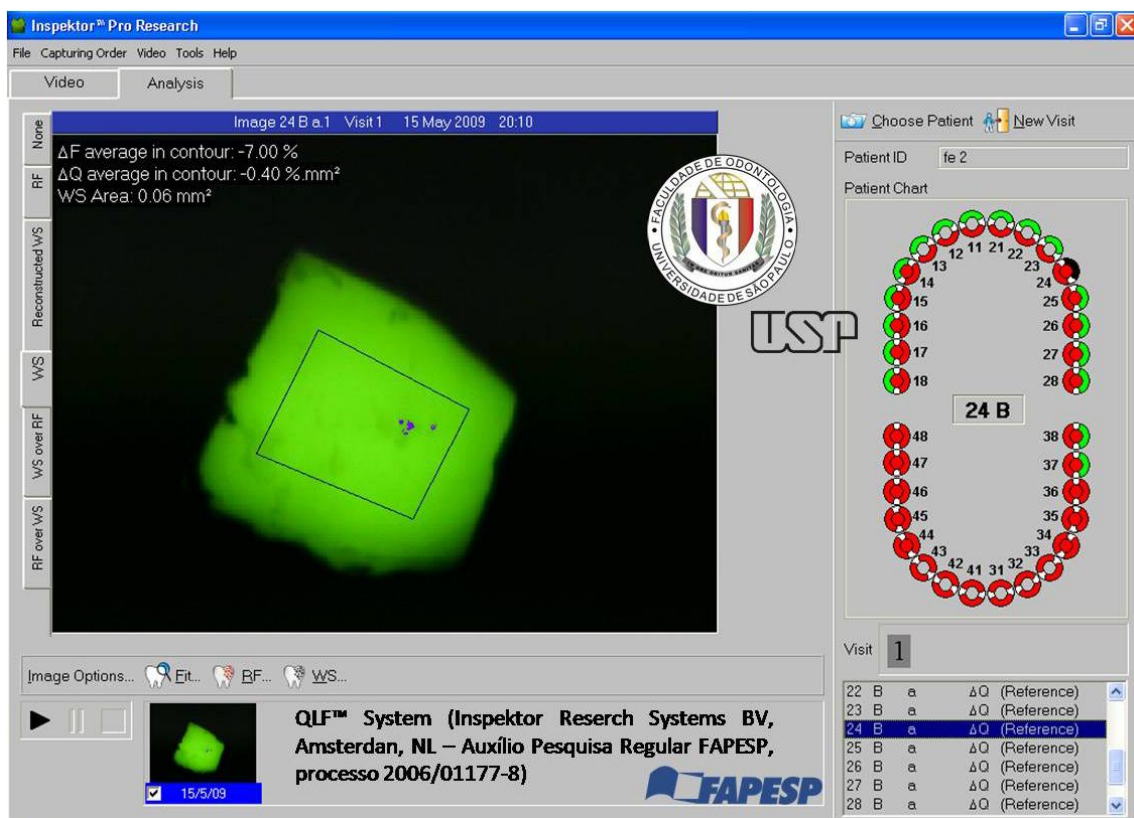 Inspektor™ Pro Research
File Capturing Order Video Tools Help
Video Analysis
None
RF
Reconstructed WS
WS
WS over RF
RF over WS
Image 24 B a.1 Visit 1 15 May 2009 20:10
ΔF average in contour: -7.00 %
ΔQ average in contour: -0.40 %.mm²
WS Area: 0.06 mm²
FACULDADE DE ODONTOLOGIA
UNIVERSIDADE DE SÃO PAULO
USP
Choose Patient New Visit
Patient ID fe 2
Patient Chart
12 11 21 22
13 23
14 24
15 25
16 26
17 27
18 28
24 B
48 38
47 37
46 36
45 35
44 34
43 33
42 41 31 32
Visit 1
22 B a ΔQ (Reference)
23 B a ΔQ (Reference)
24 B a ΔQ (Reference)
25 B a ΔQ (Reference)
26 B a ΔQ (Reference)
27 B a ΔQ (Reference)
28 B a ΔQ (Reference)
Image Options... Fit... RF... WS...
15/5/09
QLF™ System (Inspektor Reserch Systems BV,
Amsterdan, NL – Auxílio Pesquisa Regular FAPESP,
processo 2006/01177-8)
FAPESP